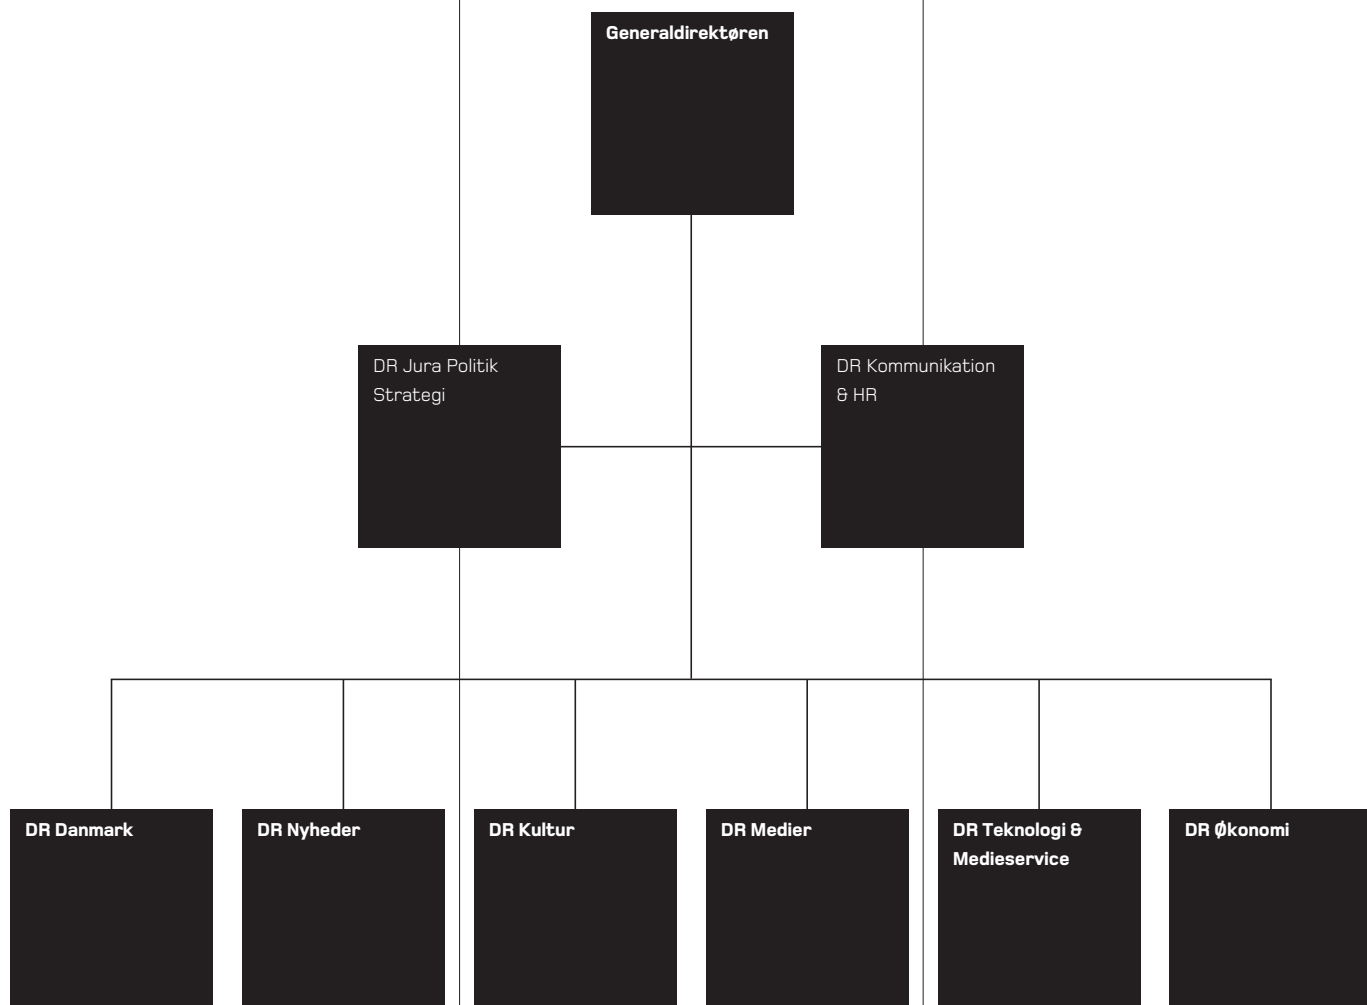 Generaldirektøren
DR Jura Politik
Strategi
DR Kommunikation
& HR
DR Danmark
DR Nyheder
DR Kultur
DR Medier
DR Teknologi &
Medieservice
DR Økonomi